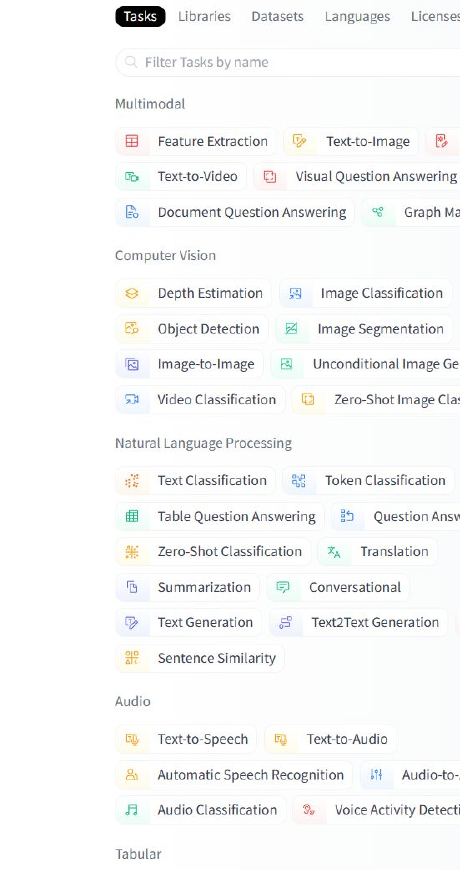 Tasks Libraries Datasets Languages Licenses
Filter Tasks by name
Multimodal
Feature Extraction Text-to-Image
Text-to-Video Visual Question Answering
Document Question Answering Graph Ma
Computer Vision
Depth Estimation Image Classification
Object Detection Image Segmentation
Image-to-Image Unconditional Image Ge
Video Classification Zero-Shot Image Clas
Natural Language Processing
Text Classification Token Classification
Table Question Answering Question Answ
Zero-Shot Classification Translation
Summarization Conversational
Text Generation Text2Text Generation
Sentence Similarity
Audio
Text-to-Speech Text-to-Audio
Automatic Speech Recognition Audio-to-
Audio Classification Voice Activity Detecti
Tabular